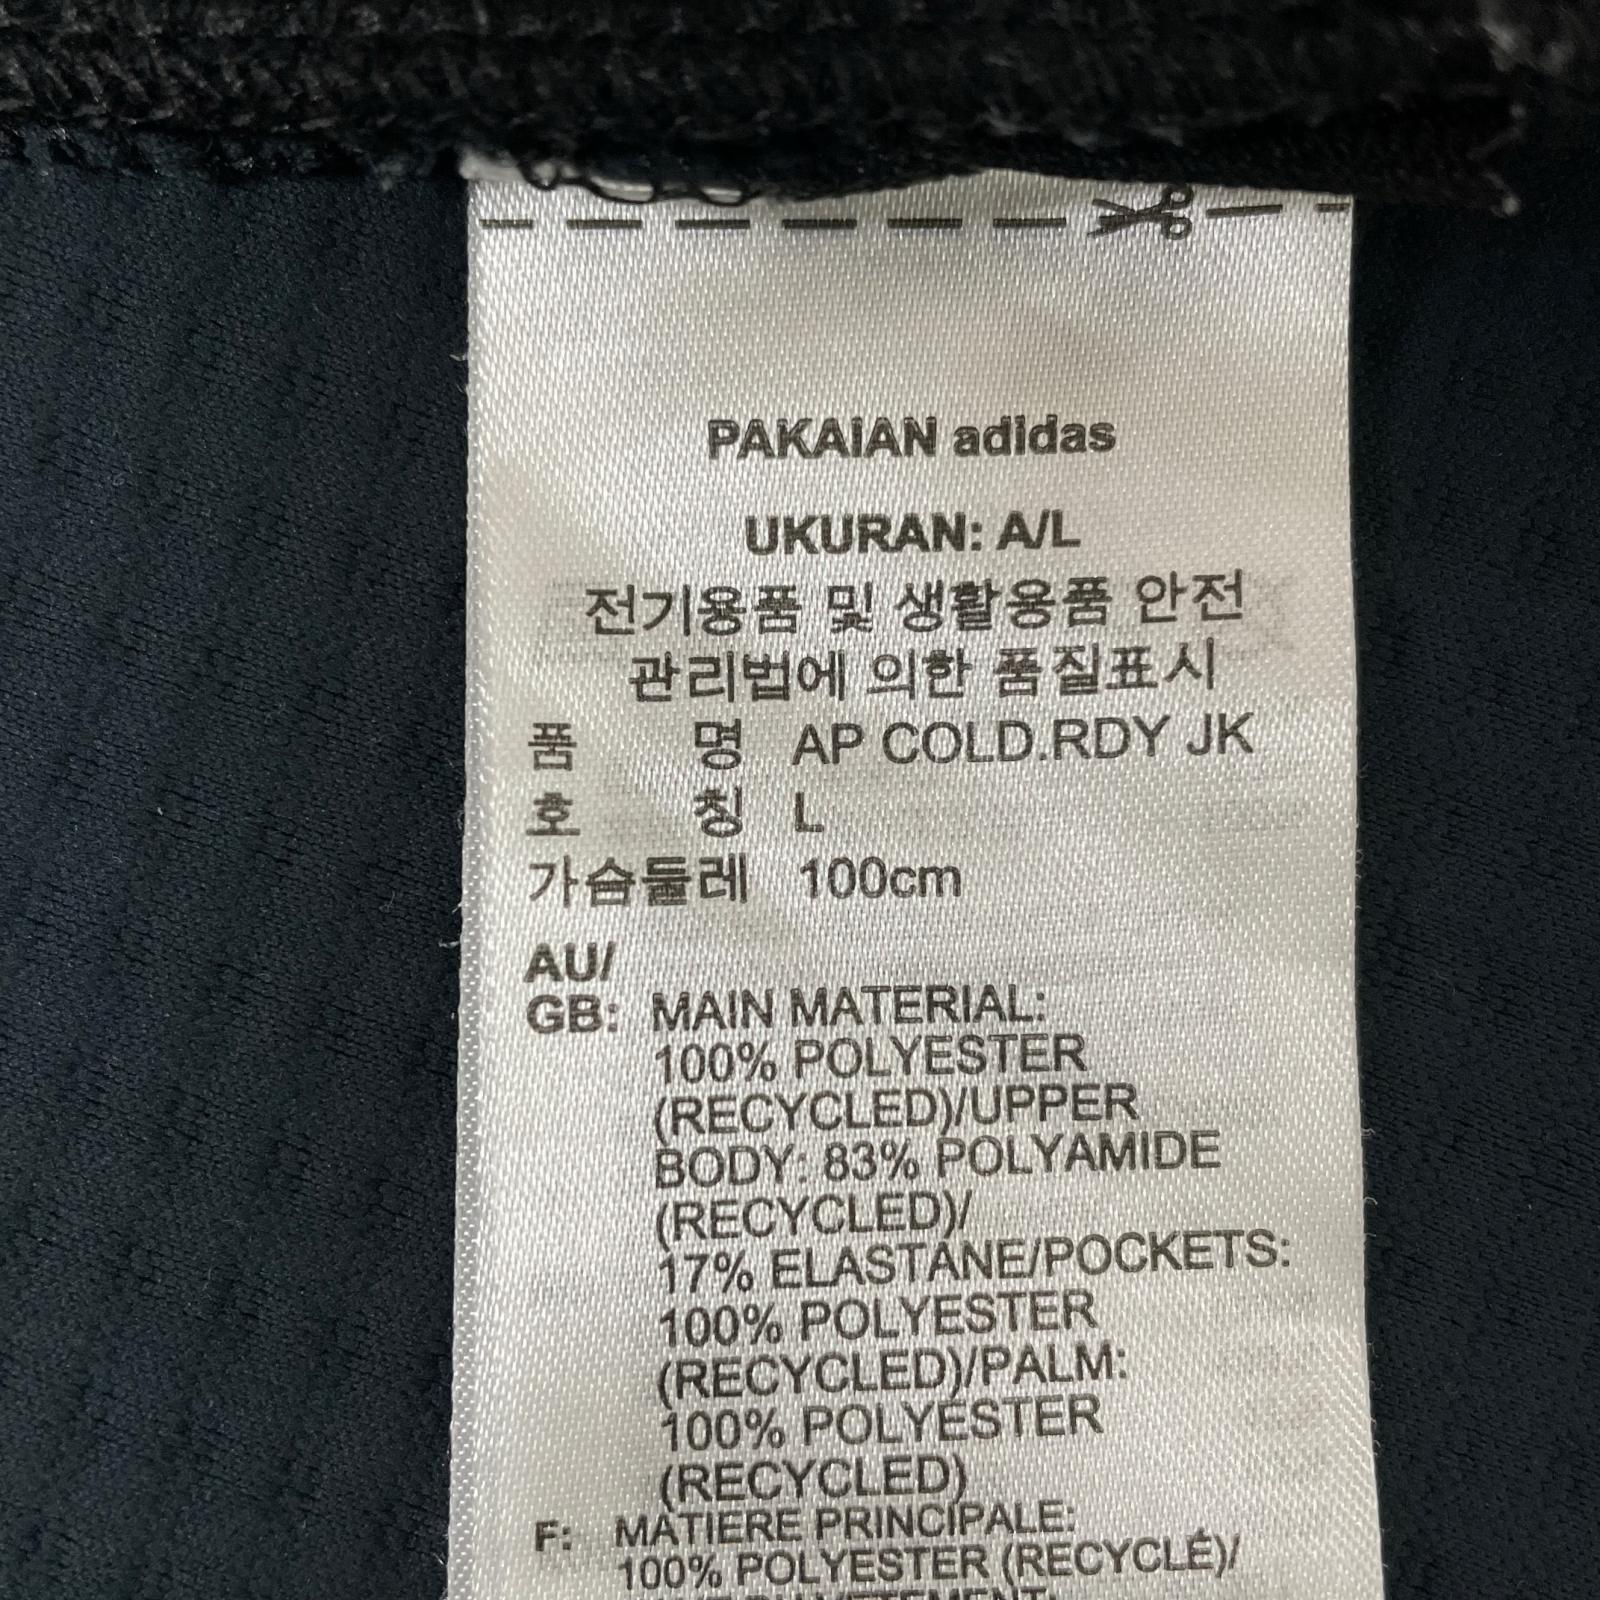 PAKAIAN adidas
UKURAN: A/L
전기용품 및 생활용품 안전
관리법에 의한 품질표시
품 명 AP COLD.RDY JK
호 칭 L
가슴둘레 100cm
AU/
GB: MAIN MATERIAL:
100% POLYESTER
(RECYCLED)/UPPER
BODY: 83% POLYAMIDE
(RECYCLED)/
17% ELASTANE/POCKETS:
100% POLYESTER
(RECYCLED)/PALM:
100% POLYESTER
(RECYCLED)
F: MATIERE PRINCIPALE:
100% POLYESTER (RECYCLÉ)/